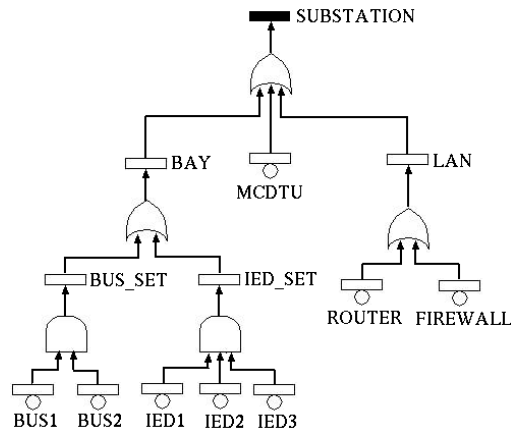 SUBSTATION
BAY
MCDTU
LAN
BUS_SET
IED_SET
ROUTER
FIREWALL
BUS1
BUS2
IED1
IED2
IED3